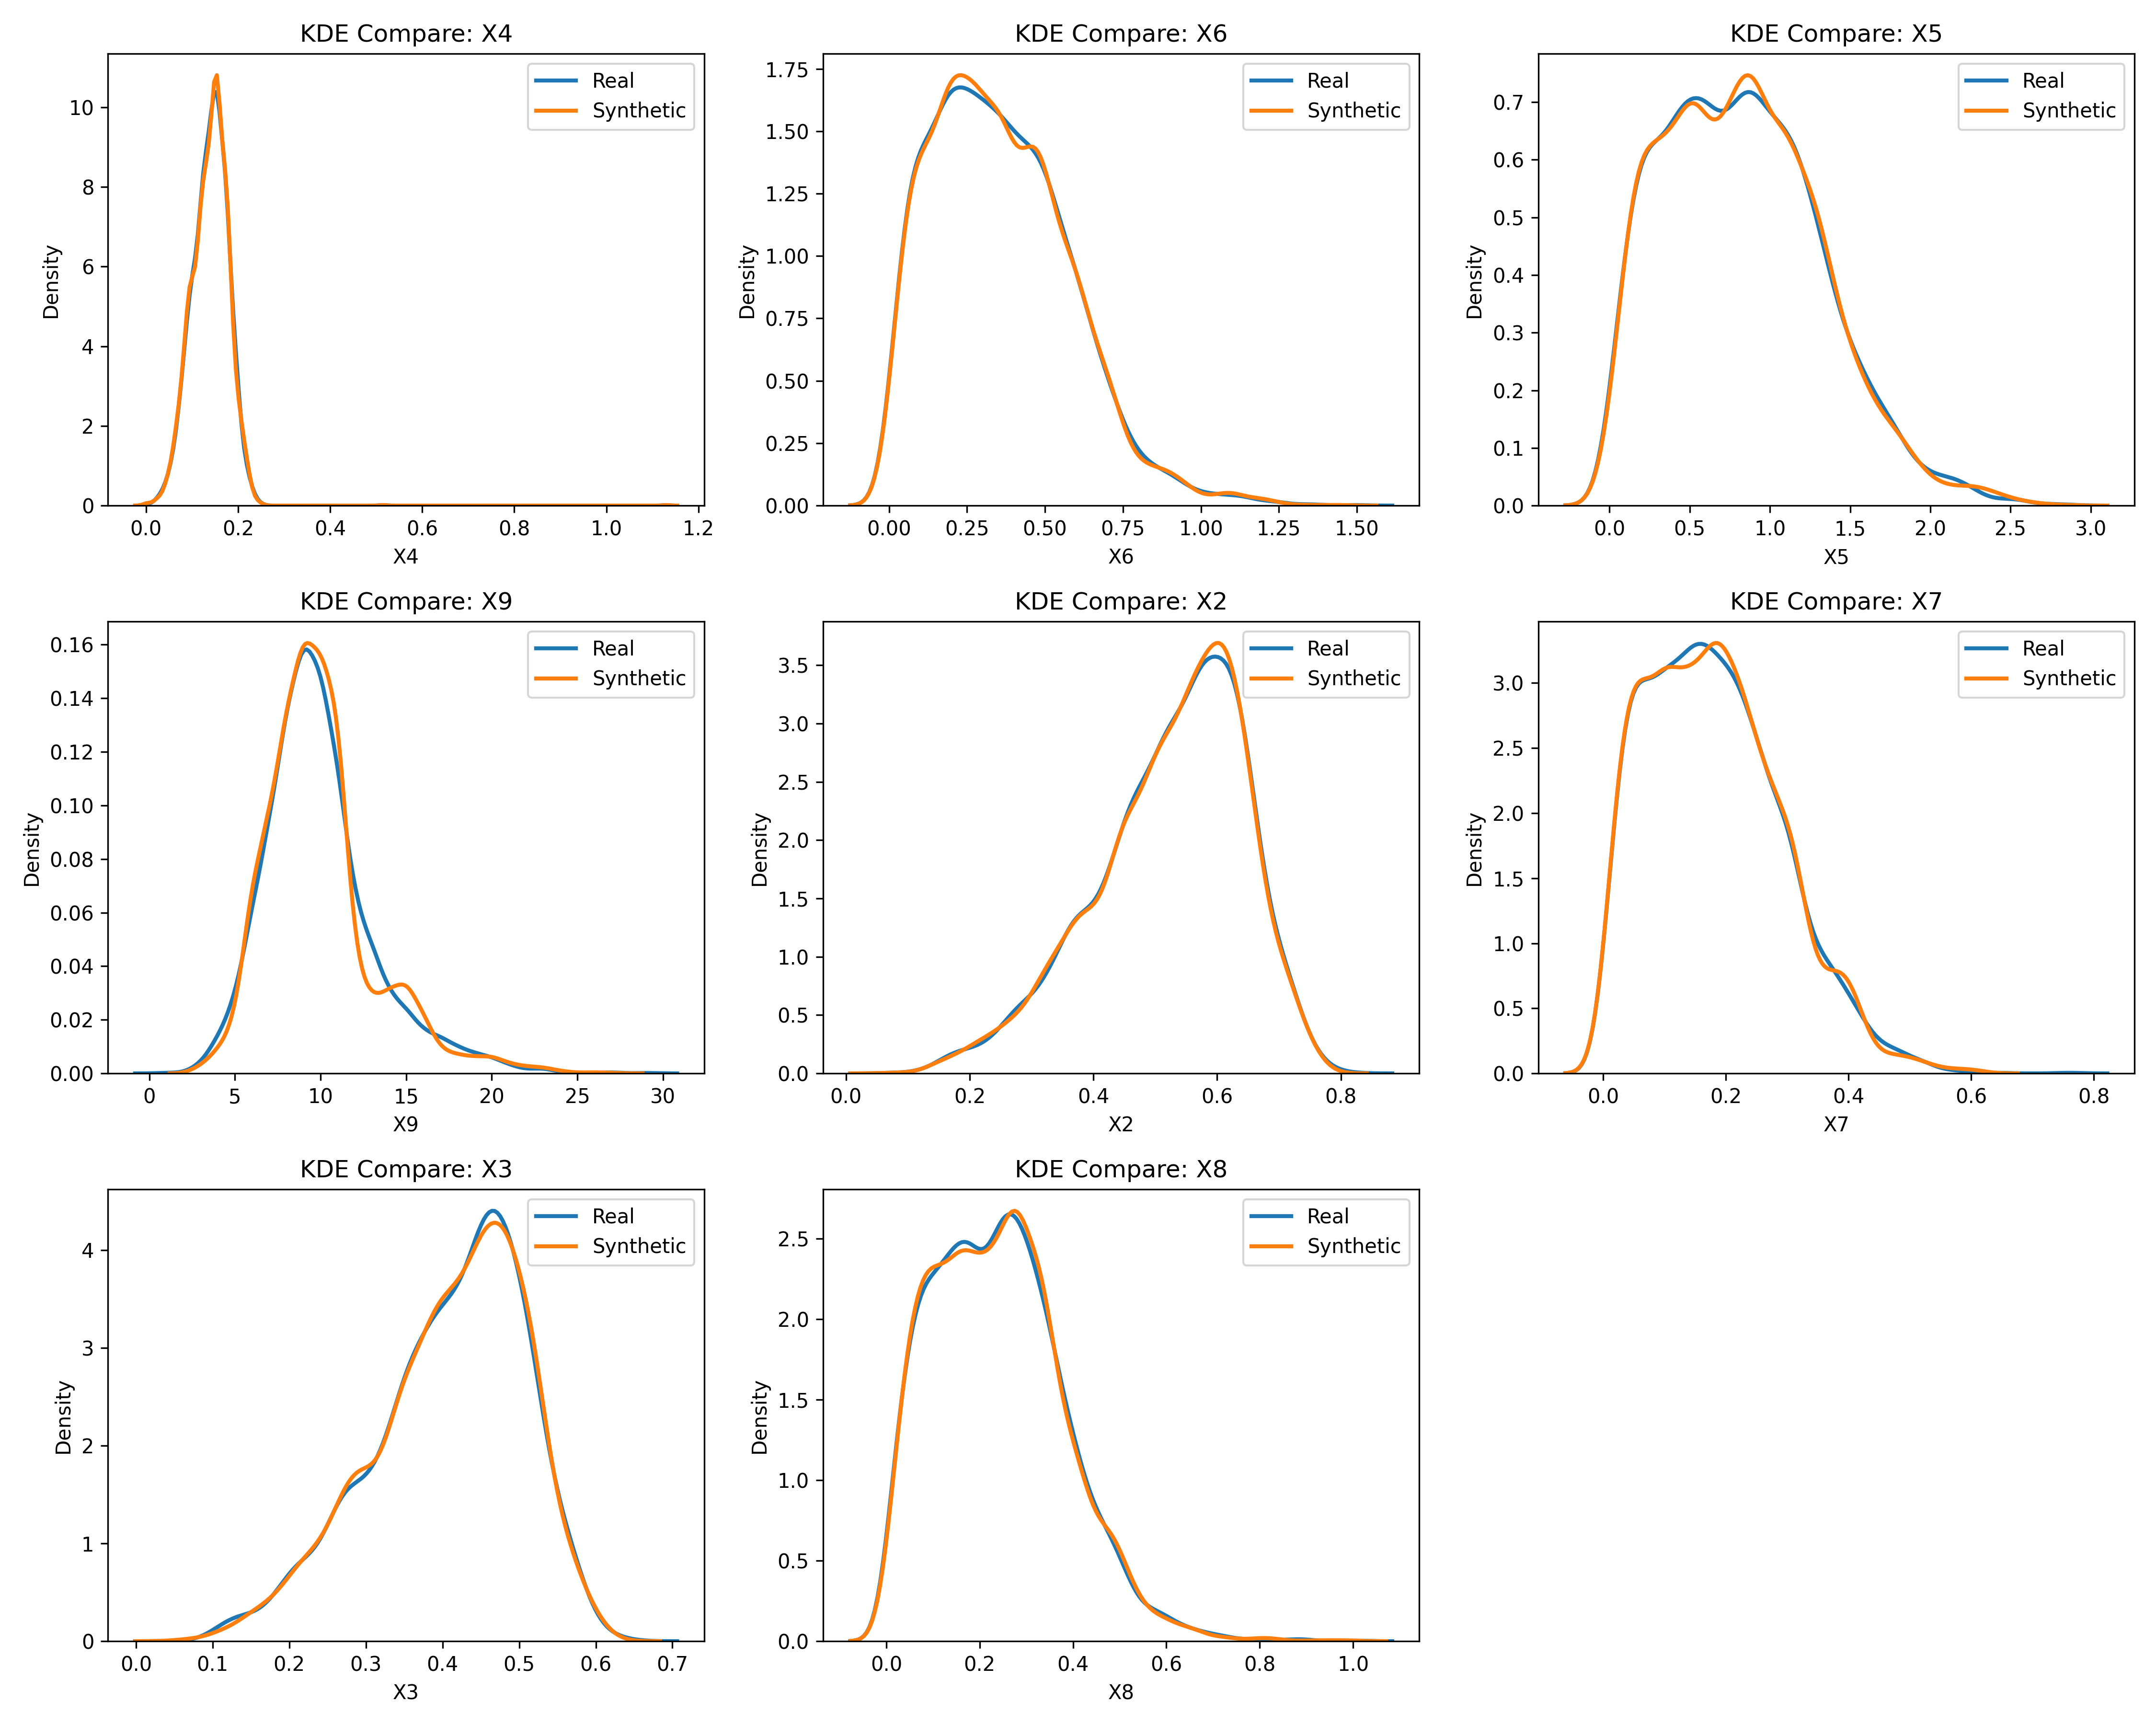 KDE Compare: X4
Real
Synthetic
Density
10
8
6
4
2
0
0.0 0.2 0.4 0.6 0.8 1.0 1.2
X4
KDE Compare: X6
Real
Synthetic
Density
1.75
1.50
1.25
1.00
0.75
0.50
0.25
0.00
0.00 0.25 0.50 0.75 1.00 1.25 1.50
X6
KDE Compare: X5
Real
Synthetic
Density
0.7
0.6
0.5
0.4
0.3
0.2
0.1
0.0
0.0 0.5 1.0 1.5 2.0 2.5 3.0
X5
KDE Compare: X9
Real
Synthetic
Density
0.16
0.14
0.12
0.10
0.08
0.06
0.04
0.02
0.00
0 5 10 15 20 25 30
X9
KDE Compare: X2
Real
Synthetic
Density
3.5
3.0
2.5
2.0
1.5
1.0
0.5
0.0
0.0 0.2 0.4 0.6 0.8
X2
KDE Compare: X7
Real
Synthetic
Density
3.0
2.5
2.0
1.5
1.0
0.5
0.0
0.0 0.2 0.4 0.6 0.8
X7
KDE Compare: X3
Real
Synthetic
Density
4
3
2
1
0
0.0 0.1 0.2 0.3 0.4 0.5 0.6 0.7
X3
KDE Compare: X8
Real
Synthetic
Density
2.5
2.0
1.5
1.0
0.5
0.0
0.0 0.2 0.4 0.6 0.8 1.0
X8